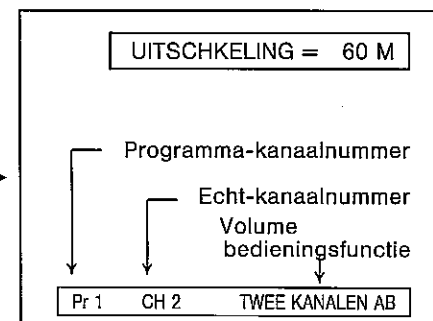 UITSCHKELING = 60 M
Programma-kanaalnummer
Echt-kanaalnummer
Volume
bedieningsfunctie
Pr 1 CH 2 TWEE KANALEN AB